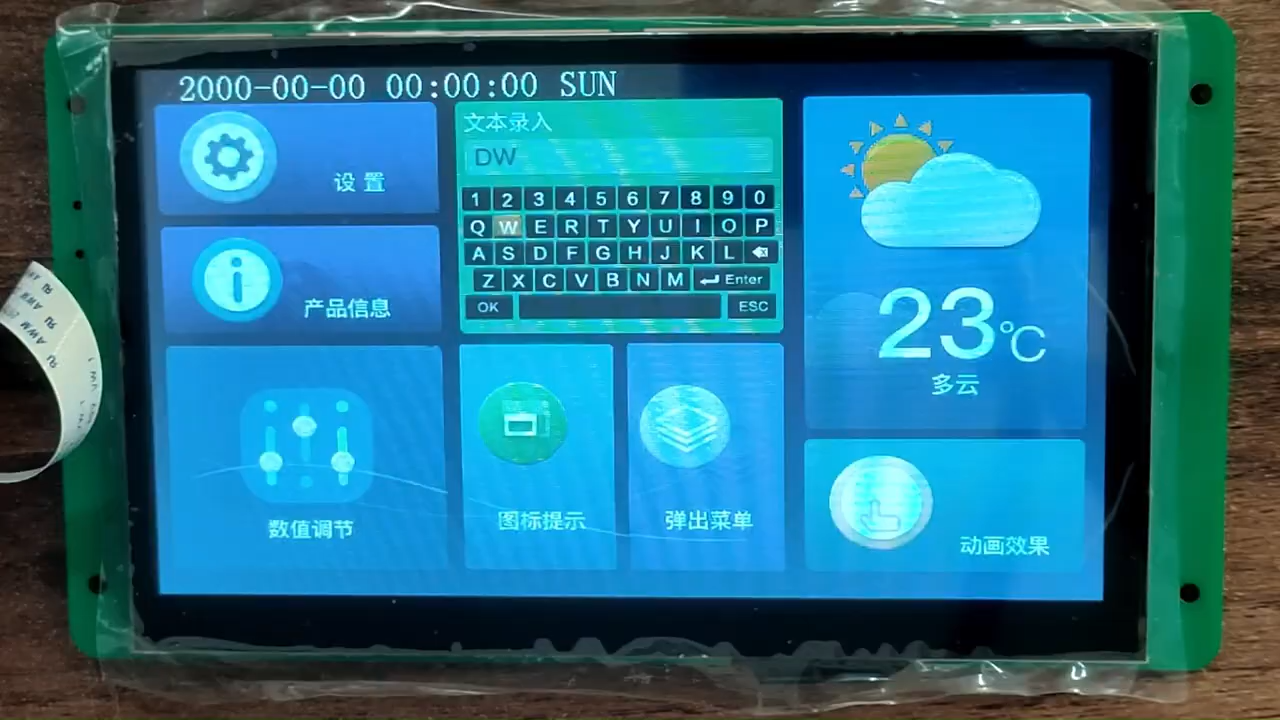 2000-00-00 00:00:00 SUN
设置
产品信息
数值调节
文本录入
DW
1 2 3 4 5 6 7 8 9 0
Q W E R T Y U I O P
A S D F G H J K L
Z X C V B N M Enter
OK ESC
图标提示
弹出菜单
23℃
多云
动画效果